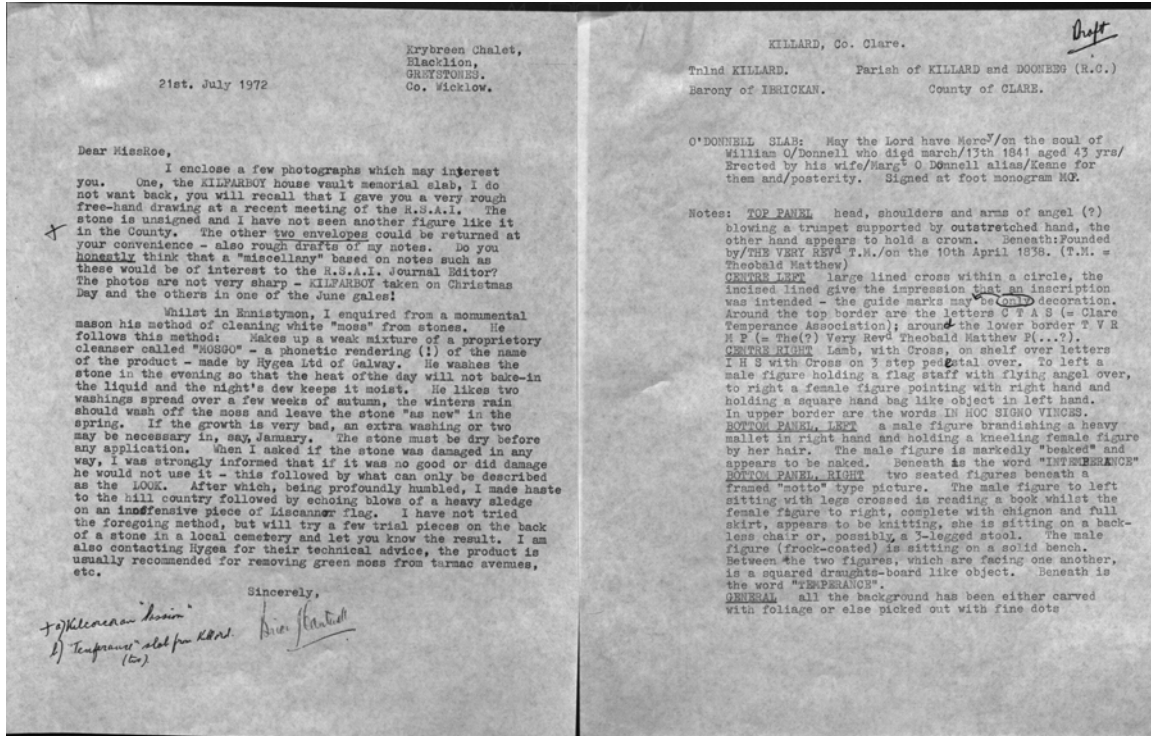 Krybreen Chalet,
Blacklion,
GREYSTONES.
Co. Wicklow.
21st. July 1972
Dear MissRoe,
I enclose a few photographs which may interest
you. One, the KILFARBOY house vault memorial slab, I do
not want back, you will recall that I gave you a very rough
free-hand drawing at a recent meeting of the R.S.A.I. The
stone is unsigned and I have not seen another figure like it
+ in the County. The other two envelopes could be returned at
your convenience - also rough drafts of my notes. Do you
honestly think that a "miscellany" based on notes such as
these would be of interest to the R.S.A.I. Journal Editor?
The photos are not very sharp - KILFARBOY taken on Christmas
Day and the others in one of the June gales!
Whilst in Ennistymon, I enquired from a monumental
mason his method of cleaning white "moss" from stones. He
follows this method: Makes up a weak mixture of a proprietory
cleanser called "MOSGO" - a phonetic rendering (!) of the name
of the product - made by Hygea Ltd of Galway. He washes the
stone in the evening so that the heat of the day will not bake-in
the liquid and the night's dew keeps it moist. He likes two
washings spread over a few weeks of autumn, the winters rain
should wash off the moss and leave the stone "as new" in the
spring. If the growth is very bad, an extra washing or two
may be necessary in, say, January. The stone must be dry before
any application. When I asked if the stone was damaged in any
way, I was strongly informed that if it was no good or did damage
he would not use it - this followed by what can only be described
as the LOOK. After which, being profoundly humbled, I made haste
to the hill country followed by echoing blows of a heavy sledge
on an inoffensive piece of Liscannor flag. I have not tried
the foregoing method, but will try a few trial pieces on the back
of a stone in a local cemetery and let you know the result. I am
also contacting Hygea for their technical advice, the product is
usually recommended for removing green moss from tarmac avenues,
etc.
Sincerely,
+ a) Kilcorcoran "Passion"
b) "Temperance" slab from Killard.
(two).
Draft
KILLARD, Co. Clare.
Tnlnd KILLARD. Parish of KILLARD and DOONBEG (R.C.)
Barony of IBRICKAN. County of CLARE.
O'DONNELL SLAB: May the Lord have Mercy/on the soul of
William O/Donnell who died march/13th 1841 aged 43 yrs/
Erected by his wife/Margt O Donnell alias/Keane for
them and/posterity. Signed at foot monogram MC.
Notes: TOP PANEL head, shoulders and arms of angel (?)
blowing a trumpet supported by outstretched hand, the
other hand appears to hold a crown. Beneath:Founded
by/THE VERY REVd T.M./on the 10th April 1838. (T.M. =
Theobald Matthew)
CENTRE LEFT large lined cross within a circle, the
incised lined give the impression that an inscription
was intended - the guide marks may be only decoration.
Around the top border are the letters C T A S (= Clare
Temperance Association); around the lower border T V R
M P (= The(?) Very Revd Theobald Matthew P(...?).
CENTRE RIGHT Lamb, with Cross, on shelf over letters
I H S with Cross on 3 step pedestal over. To left a
male figure holding a flag staff with flying angel over,
to right a female figure pointing with right hand and
holding a square hand bag like object in left hand.
In upper border are the words IN HOC SIGNO VINCES.
BOTTOM PANEL, LEFT a male figure brandishing a heavy
mallet in right hand and holding a kneeling female figure
by her hair. The male figure is markedly "beaked" and
appears to be naked. Beneath is the word "INTEMPERANCE"
BOTTOM PANEL, RIGHT two seated figures beneath a
framed "motto" type picture. The male figure to left
sitting with legs crossed is reading a book whilst the
female figure to right, complete with chignon and full
skirt, appears to be knitting, she is sitting on a back-
less chair or, possibly, a 3-legged stool. The male
figure (frock-coated) is sitting on a solid bench.
Between the two figures, which are facing one another,
is a squared draughts-board like object. Beneath is
the word "TEMPERANCE".
GENERAL all the background has been either carved
with foliage or else picked out with fine dots